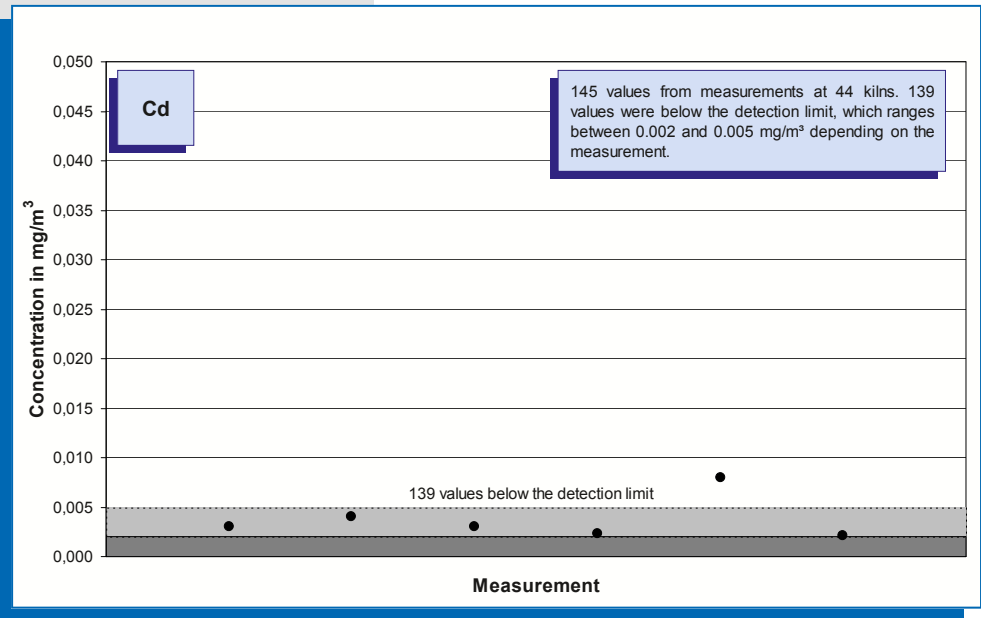 Cd
145 values from measurements at 44 kilns. 139
values were below the detection limit, which ranges
between 0.002 and 0.005 mg/m³ depending on the
measurement.
Concentration in mg/m³
0,050
0,045
0,040
0,035
0,030
0,025
0,020
0,015
0,010
0,005
0,000
139 values below the detection limit
Measurement